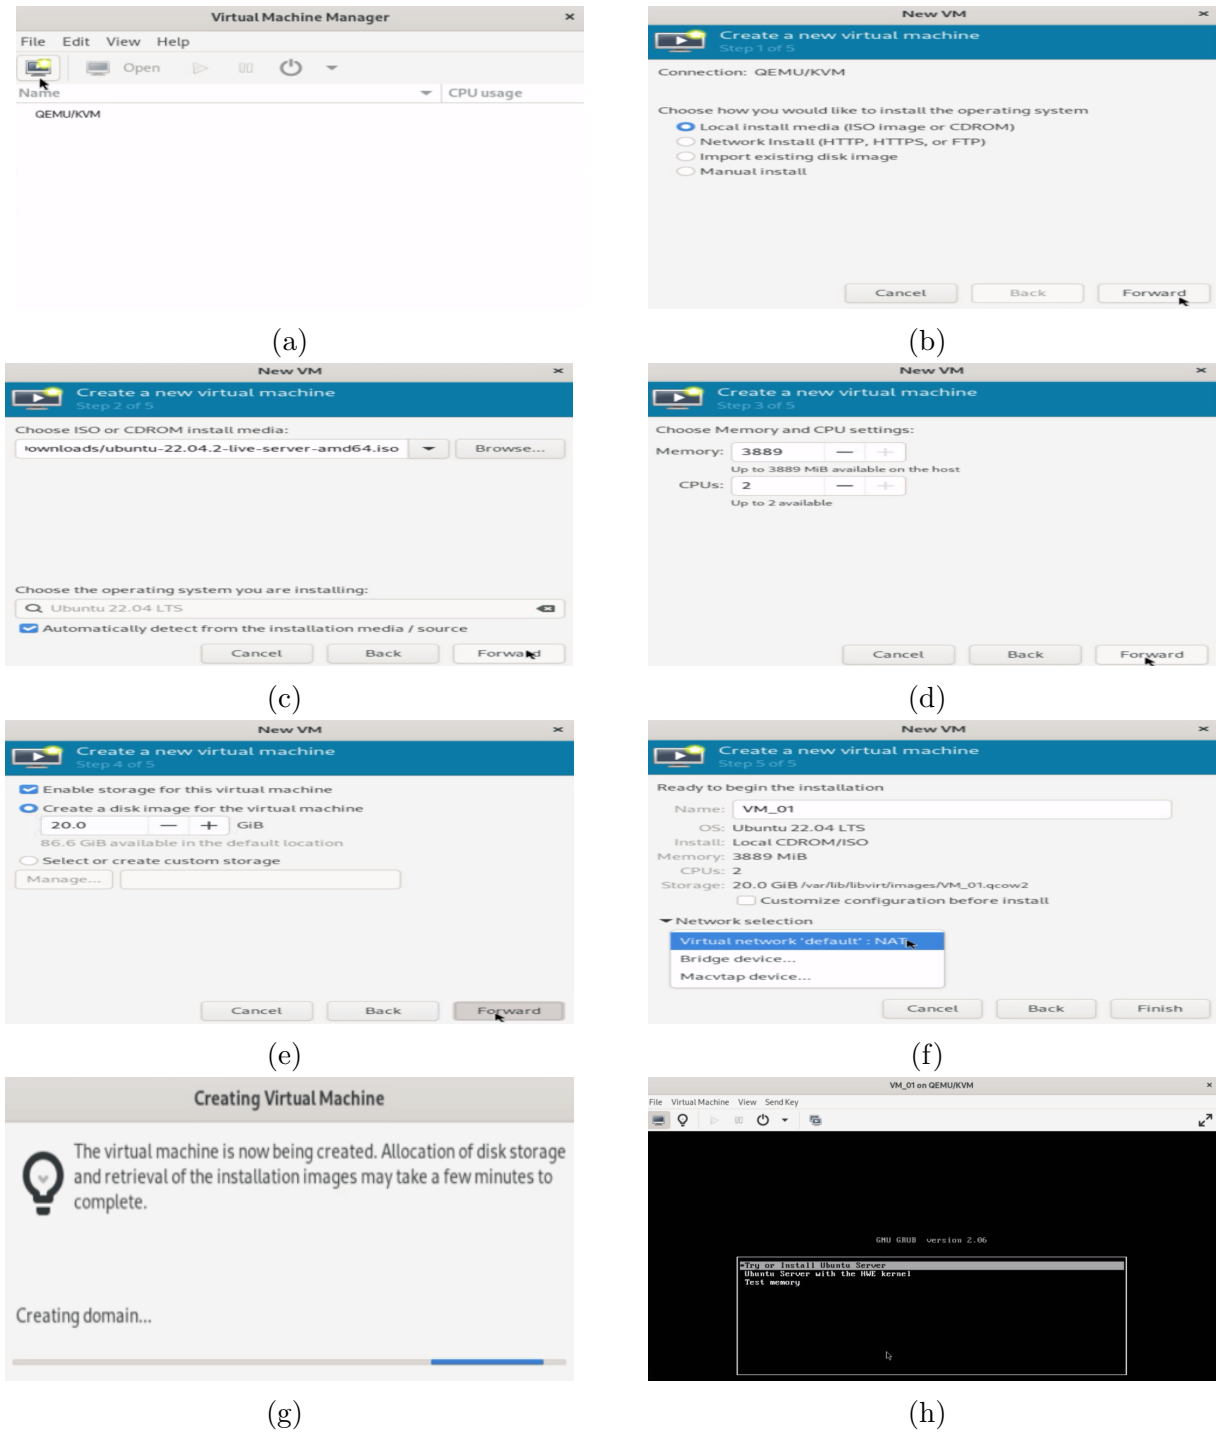 Virtual Machine Manager ×
File Edit View Help
Open
Name CPU usage
QEMU/KVM
(a)
New VM ×
Create a new virtual machine
Step 1 of 5
Connection: QEMU/KVM
Choose how you would like to install the operating system
Local install media (ISO image or CDROM)
Network Install (HTTP, HTTPS, or FTP)
Import existing disk image
Manual install
Cancel Back Forward
(b)
New VM ×
Create a new virtual machine
Step 2 of 5
Choose ISO or CDROM install media:
ownloads/ubuntu-22.04.2-live-server-amd64.iso Browse...
Choose the operating system you are installing:
Ubuntu 22.04 LTS
Automatically detect from the installation media / source
Cancel Back Forward
(c)
New VM ×
Create a new virtual machine
Step 3 of 5
Choose Memory and CPU settings:
Memory: 3889 — +
Up to 3889 MiB available on the host
CPUs: 2 — +
Up to 2 available
Cancel Back Forward
(d)
New VM ×
Create a new virtual machine
Step 4 of 5
Enable storage for this virtual machine
Create a disk image for the virtual machine
20.0 — + GiB
86.6 GiB available in the default location
Select or create custom storage
Manage...
Cancel Back Forward
(e)
New VM ×
Create a new virtual machine
Step 5 of 5
Ready to begin the installation
Name: VM_01
OS: Ubuntu 22.04 LTS
Install: Local CDROM/ISO
Memory: 3889 MiB
CPUs: 2
Storage: 20.0 GiB /var/lib/libvirt/images/VM_01.qcow2
Customize configuration before install
Network selection
Virtual network 'default' : NAT
Bridge device...
Macvtap device...
Cancel Back Finish
(f)
Creating Virtual Machine
The virtual machine is now being created. Allocation of disk storage
and retrieval of the installation images may take a few minutes to
complete.
Creating domain...
(g)
VM_01 on QEMU/KVM ×
File Virtual Machine View Send Key
GNU GRUB version 2.06
*Try or Install Ubuntu Server
Ubuntu Server with the HWE kernel
Test memory
(h)